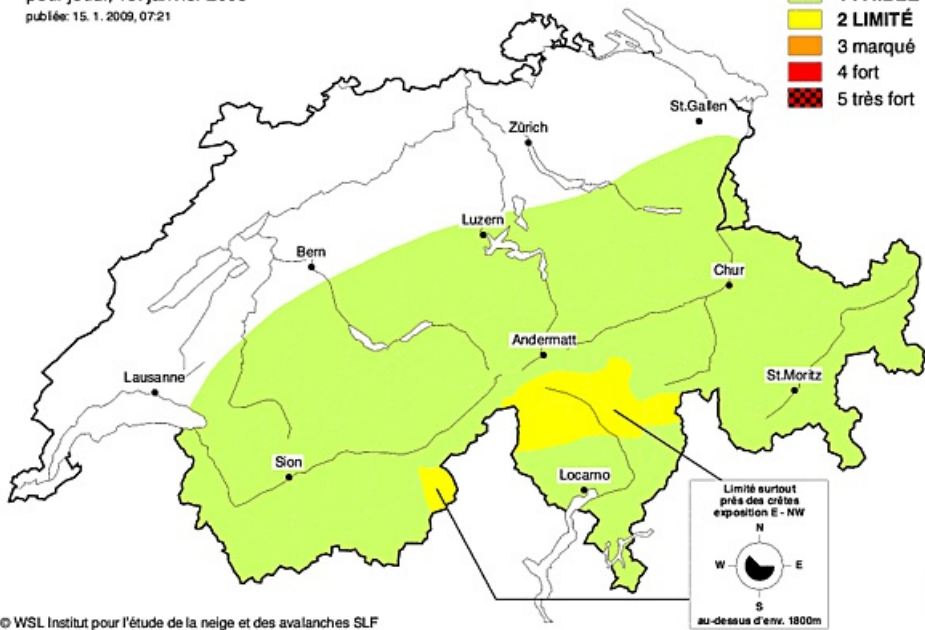 publiée: 15. 1. 2009, 07:21
2 LIMITÉ
3 marqué
4 fort
5 très fort
St.Gallen
Zürich
Luzern
Bern
Chur
Andermatt
Lausanne
St.Moritz
Sion
Locarno
Limité surtout
près des crêtes
exposition E - NW
N
W
E
S
au-dessus d'env. 1800m
© WSL Institut pour l'étude de la neige et des avalanches SLF